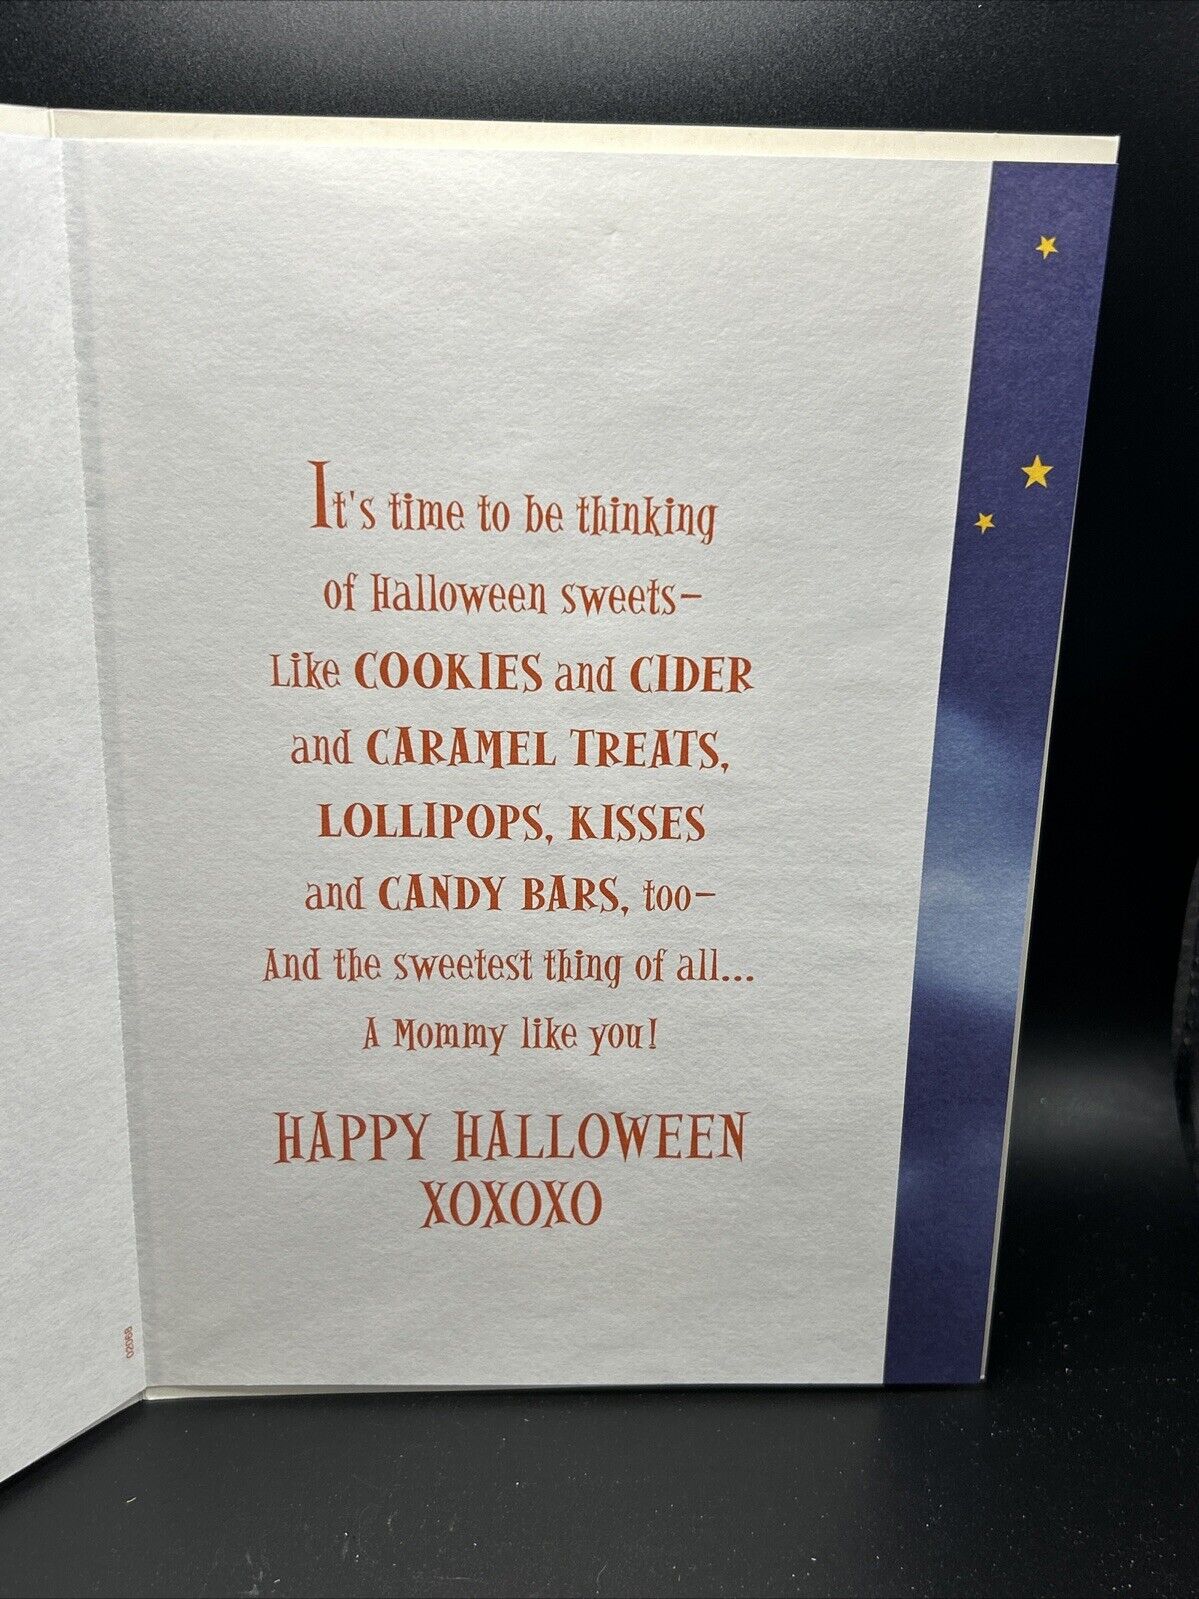 It's time to be thinking
of Halloween sweets–
Like COOKIES and CIDER
and CARAMEL TREATS,
LOLLIPOPS, KISSES
and CANDY BARS, too–
And the sweetest thing of all...
A Mommy like you!
HAPPY HALLOWEEN
XOXOXO
02068